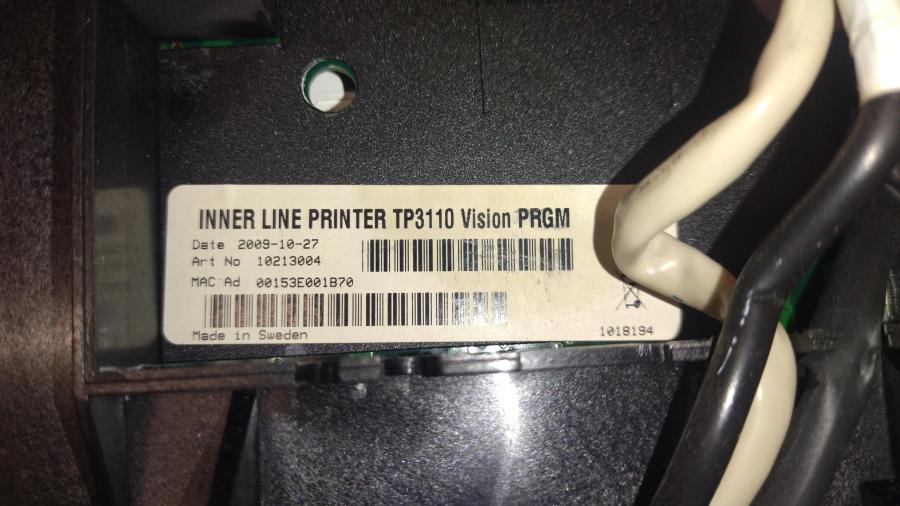 INNER LINE PRINTER TP3110 Vision PRGM
Date 2009-10-27
Art No 10213004
MAC Ad 00153E001B70
Made in Sweden 1018194